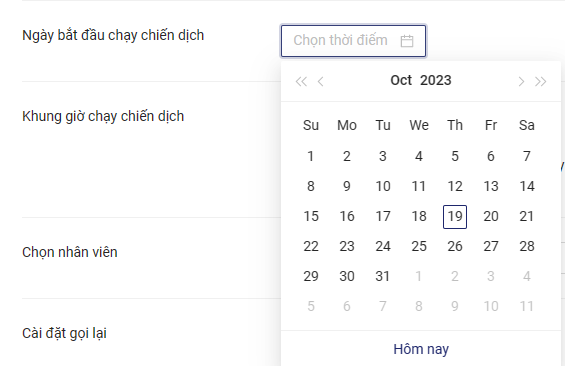 Ngày bắt đầu chạy chiến dịch
Chọn thời điểm
Oct 2023
Khung giờ chạy chiến dịch
Su Mo Tu We Th Fr Sa
1 2 3 4 5 6 7
8 9 10 11 12 13 14
15 16 17 18 19 20 21
22 23 24 25 26 27 28
Chọn nhân viên
29 30 31 1 2 3 4
5 6 7 8 9 10 11
Cài đặt gọi lại
Hôm nay